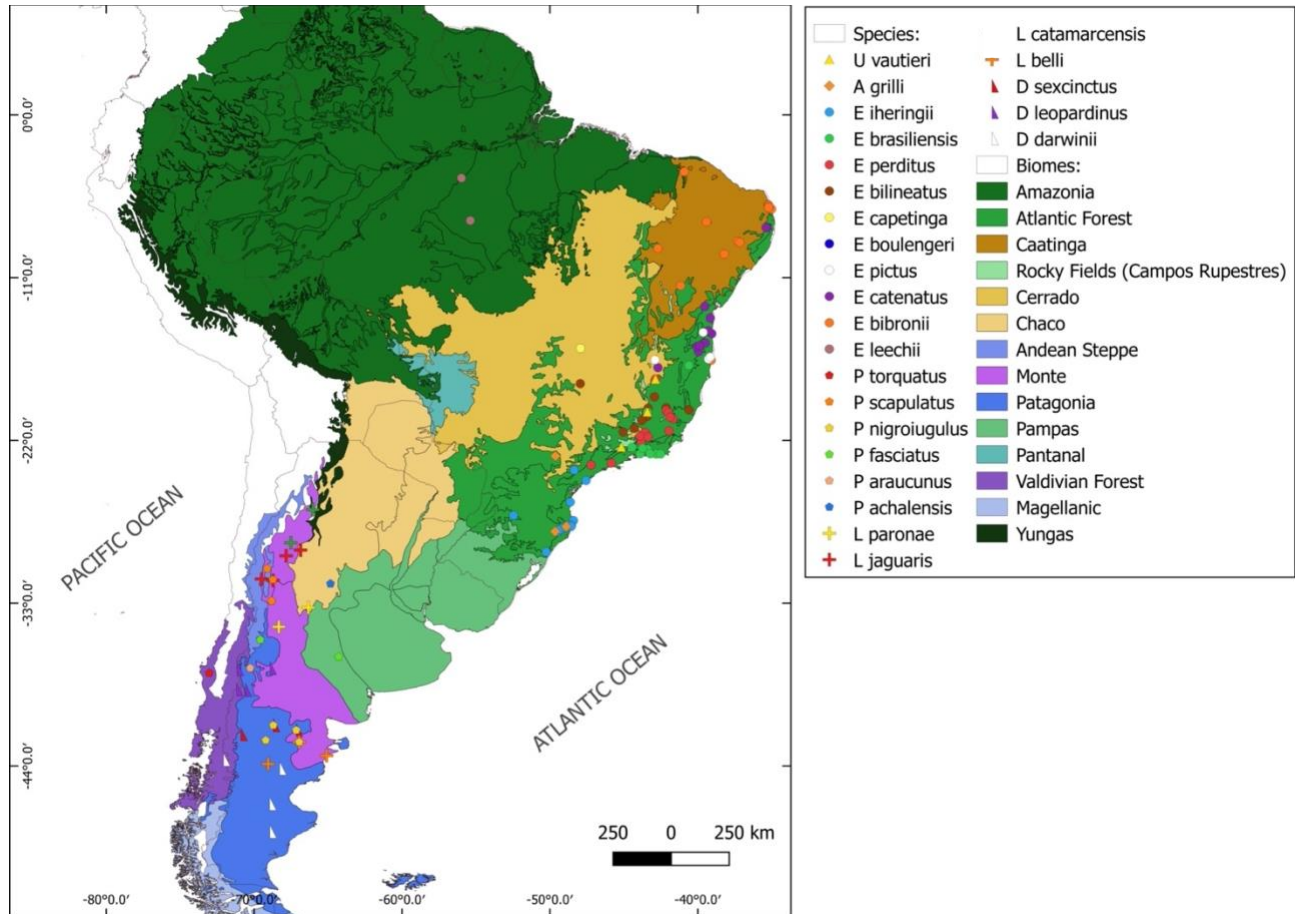 0°0.0′
-11°0.0′
-22°0.0′
-33°0.0′
-44°0.0′
PACIFIC OCEAN
ATLANTIC OCEAN
250 0 250 km
-80°0.0′ -70°0.0′ -60°0.0′ -50°0.0′ -40°0.0′
Species:
U vautieri
A grilli
E iheringii
E brasiliensis
E perditus
E bilineatus
E capetinga
E boulengeri
E pictus
E catenatus
E bibronii
E leechii
P torquatus
P scapulatus
P nigroiugulus
P fasciatus
P araucunus
P achalensis
L paronae
L jaguaris
L catamarcensis
L belli
D sexcinctus
D leopardinus
D darwinii
Biomes:
Amazonia
Atlantic Forest
Caatinga
Rocky Fields (Campos Rupestres)
Cerrado
Chaco
Andean Steppe
Monte
Patagonia
Pampas
Pantanal
Valdivian Forest
Magellanic
Yungas